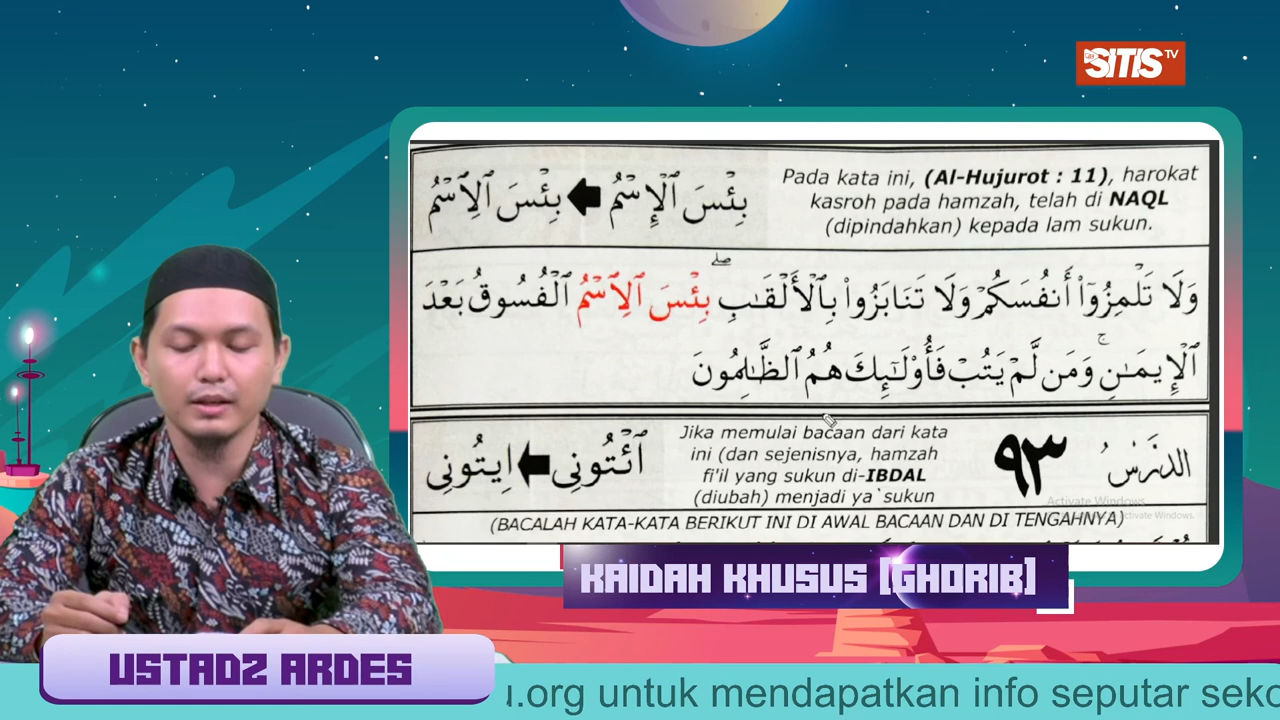 SITIS TV
بِئْسَ ٱلْإِسْمُ بِئْسَ ٱلِٱسْمُ
Pada kata ini, (Al-Hujurot : 11), harokat
kasroh pada hamzah, telah di NAQL
(dipindahkan) kepada lam sukun.
وَلَا تَلْمِزُوٓا۟ أَنفُسَكُمْ وَلَا تَنَابَزُوا۟ بِٱلْأَلْقَـٰبِ ۖ بِئْسَ ٱلِٱسْمُ ٱلْفُسُوقُ بَعْدَ
ٱلْإِيمَـٰنِ ۚ وَمَن لَّمْ يَتُبْ فَأُو۟لَـٰٓئِكَ هُمُ ٱلظَّـٰلِمُونَ
الدَّرْسُ ٩٣
Jika memulai bacaan dari kata
ini (dan sejenisnya, hamzah
fi'il yang sukun di-IBDAL
(diubah) menjadi ya`sukun
ٱئْتُونِى اِيتُونِى
Activate Windows
(BACALAH KATA-KATA BERIKUT INI DI AWAL BACAAN DAN DI TENGAHNYA)
KAIDAH KHUSUS [GHORIB]
USTADZ ARDES
u.org untuk mendapatkan info seputar seko